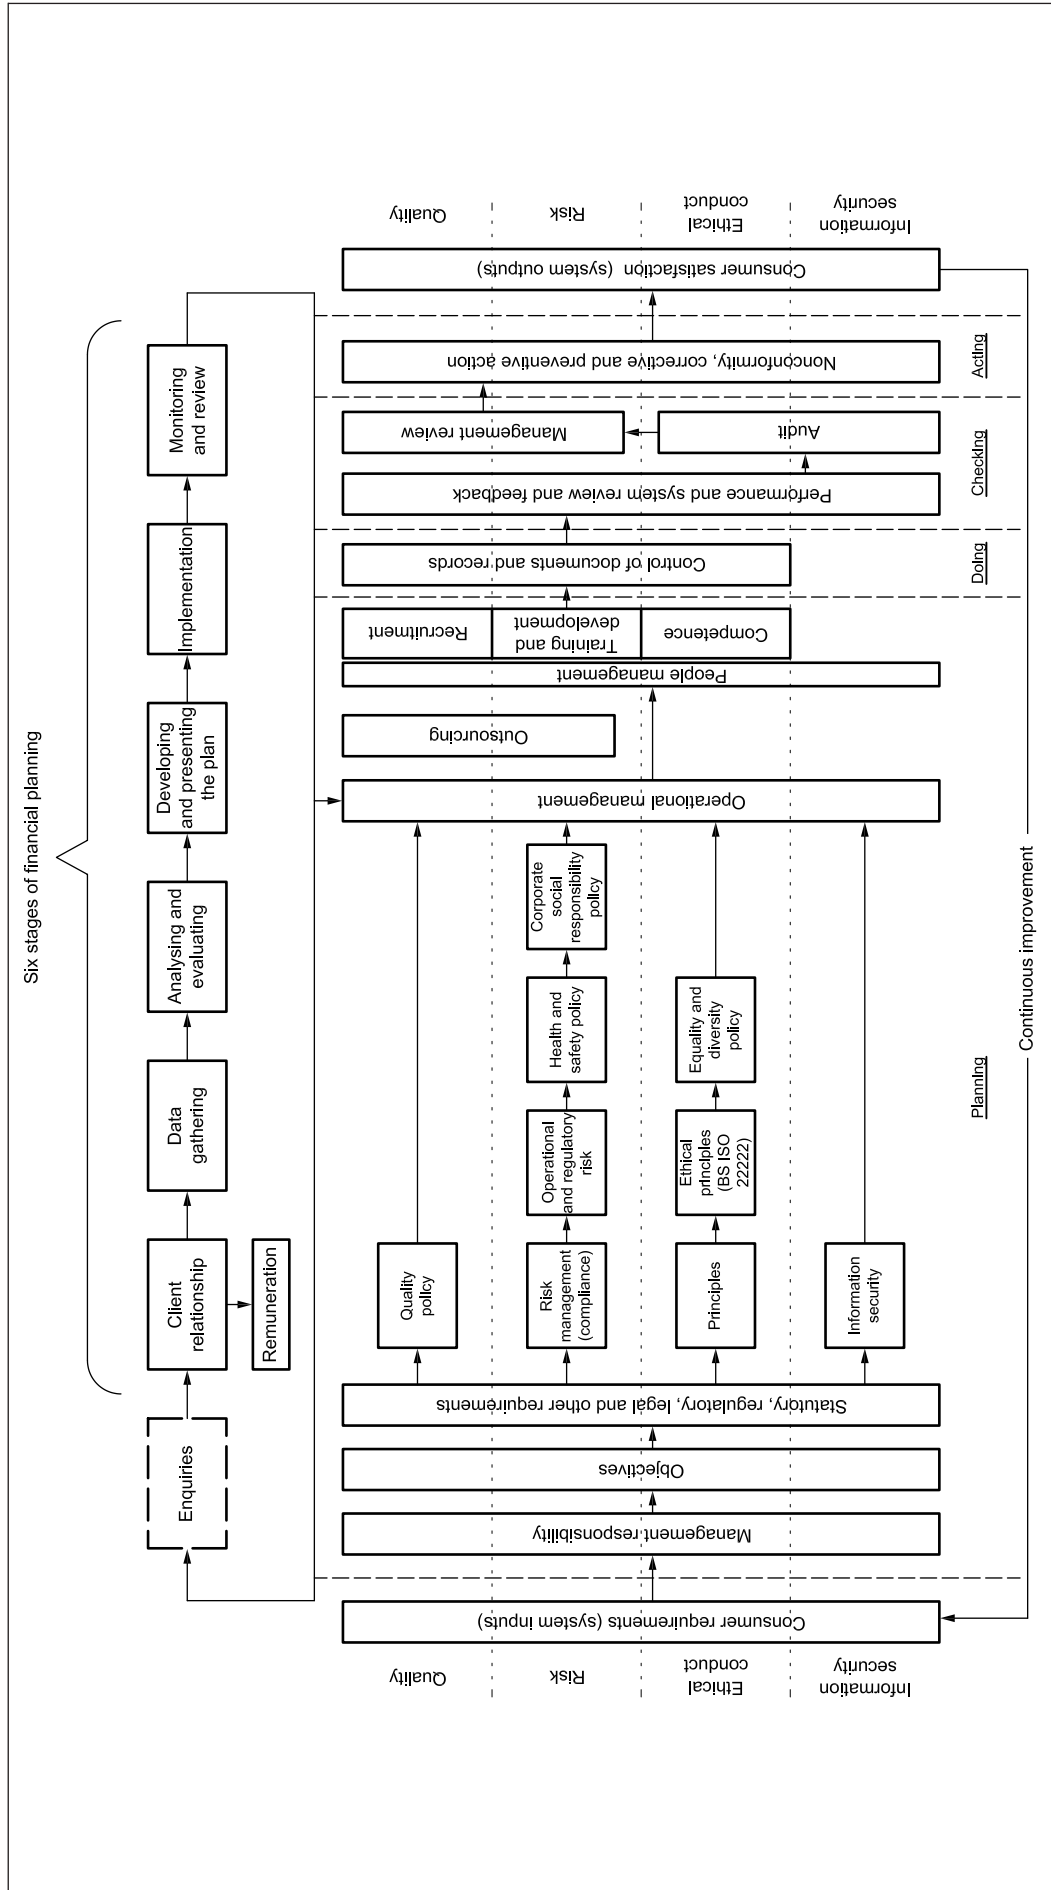 Six stages of financial planning
Enquiries
Client
relationship
Data
gathering
Analysing and
evaluating
Developing
and presenting
the plan
Implementation
Monitoring
and review
Remuneration
Quality
Risk
Ethical
conduct
Information
security
Consumer requirements (system inputs)
Management responsibility
Objectives
Statutory, regulatory, legal and other requirements
Quality
policy
Risk
management
(compliance)
Operational
and regulatory
risk
Health and
safety policy
Corporate
social
responsibility
policy
Principles
Ethical
principles
(BS ISO
22222)
Equality and
diversity
policy
Information
security
Operational management
Outsourcing
People management
Recruitment
Training and
development
Competence
Control of documents and records
Performance and system review and feedback
Management review
Audit
Nonconformity, corrective and preventive action
Consumer satisfaction (system outputs)
Quality
Risk
Ethical
conduct
Information
security
Planning
Doing
Checking
Acting
Continuous improvement